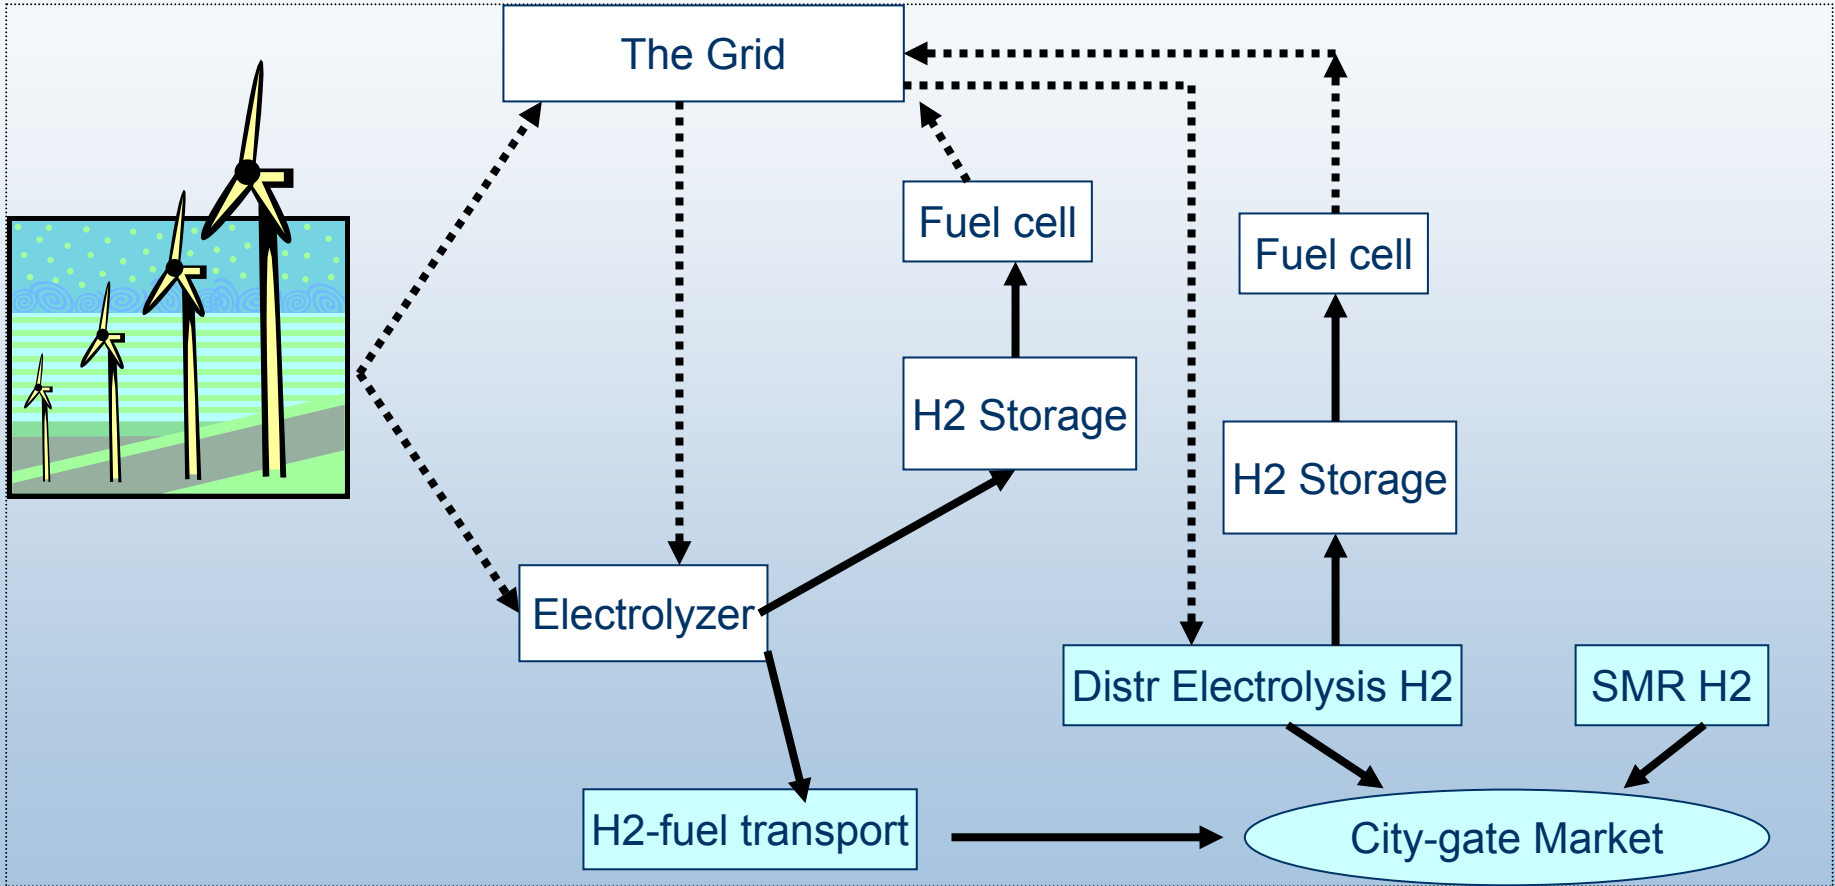 The Grid
Fuel cell
Fuel cell
H2 Storage
H2 Storage
Electrolyzer
Distr Electrolysis H2
SMR H2
H2-fuel transport
City-gate Market